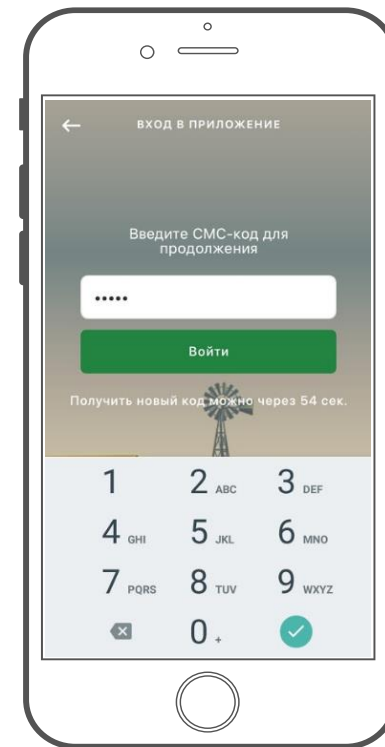 ВХОД В ПРИЛОЖЕНИЕ
Введите СМС-код для
продолжения
•••••
Войти
Получить новый код можно через 54 сек.
1 2 ABC 3 DEF
4 GHI 5 JKL 6 MNO
7 PQRS 8 TUV 9 WXYZ
0 +